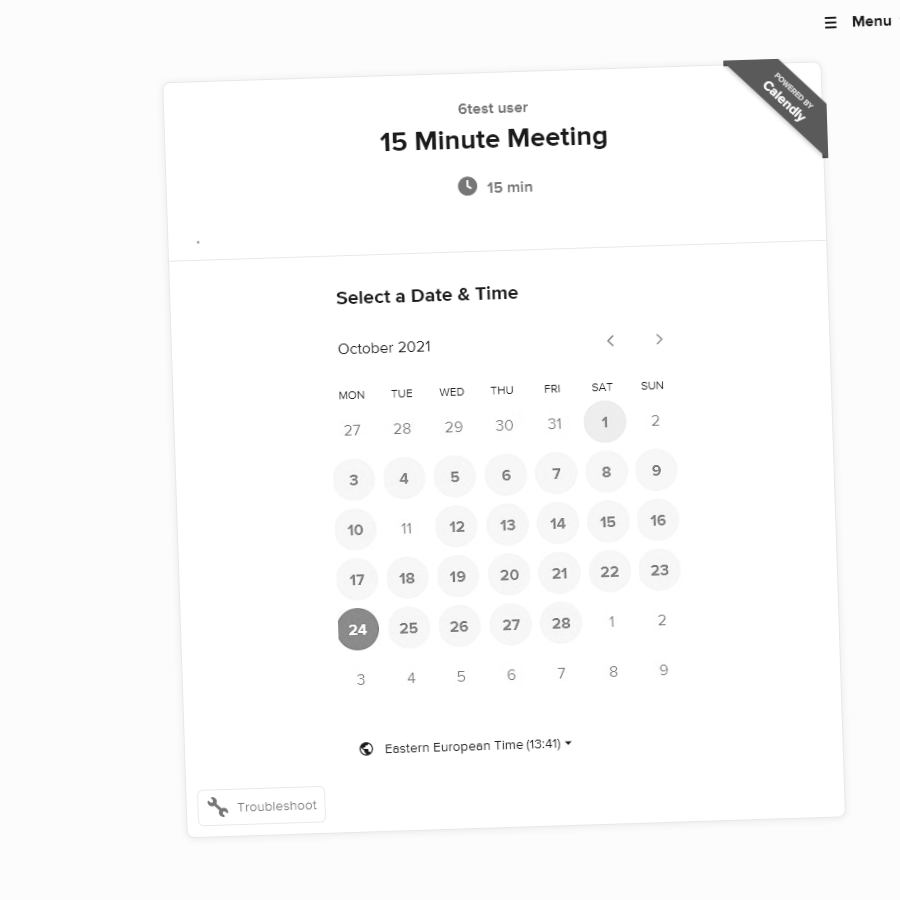 Menu
POWERED BY
Calendly
6test user
15 Minute Meeting
15 min
Select a Date & Time
October 2021
MON TUE WED THU FRI SAT SUN
27 28 29 30 31 1 2
3 4 5 6 7 8 9
10 11 12 13 14 15 16
17 18 19 20 21 22 23
24 25 26 27 28 1 2
3 4 5 6 7 8 9
Eastern European Time (13:41)
Troubleshoot